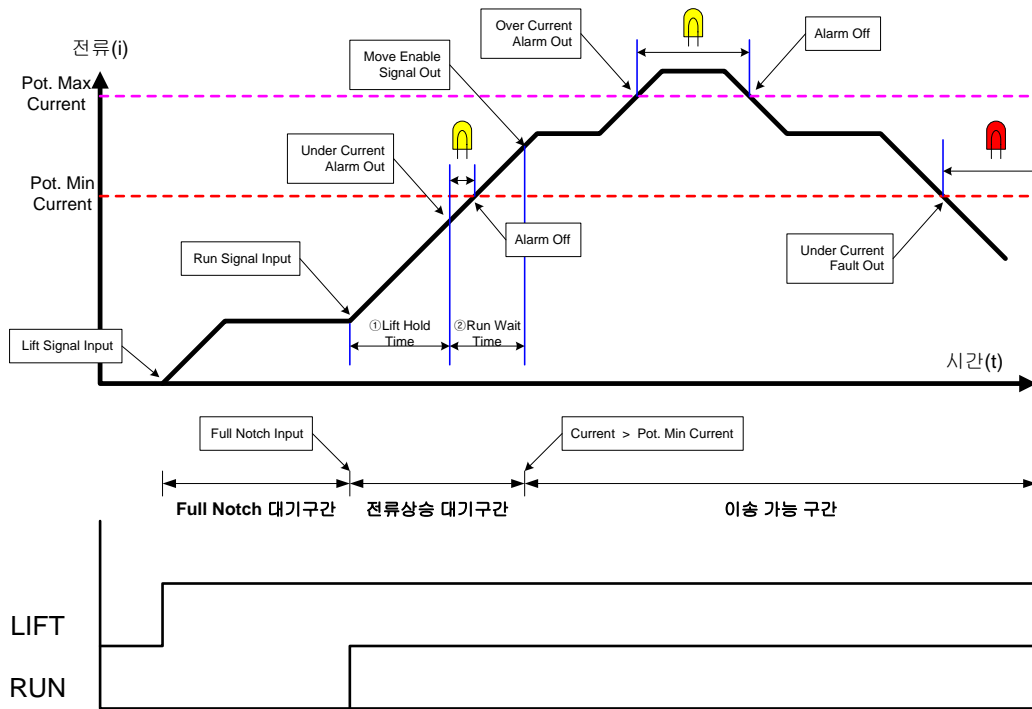 전류(i)
Pot. Max
Current
Pot. Min
Current
Over Current
Alarm Out
Alarm Off
Move Enable
Signal Out
Under Current
Alarm Out
Alarm Off
Under Current
Fault Out
Run Signal Input
①Lift Hold
Time
②Run Wait
Time
Lift Signal Input
시간(t)
Full Notch Input
Current > Pot. Min Current
Full Notch 대기구간
전류상승 대기구간
이송 가능 구간
LIFT
RUN